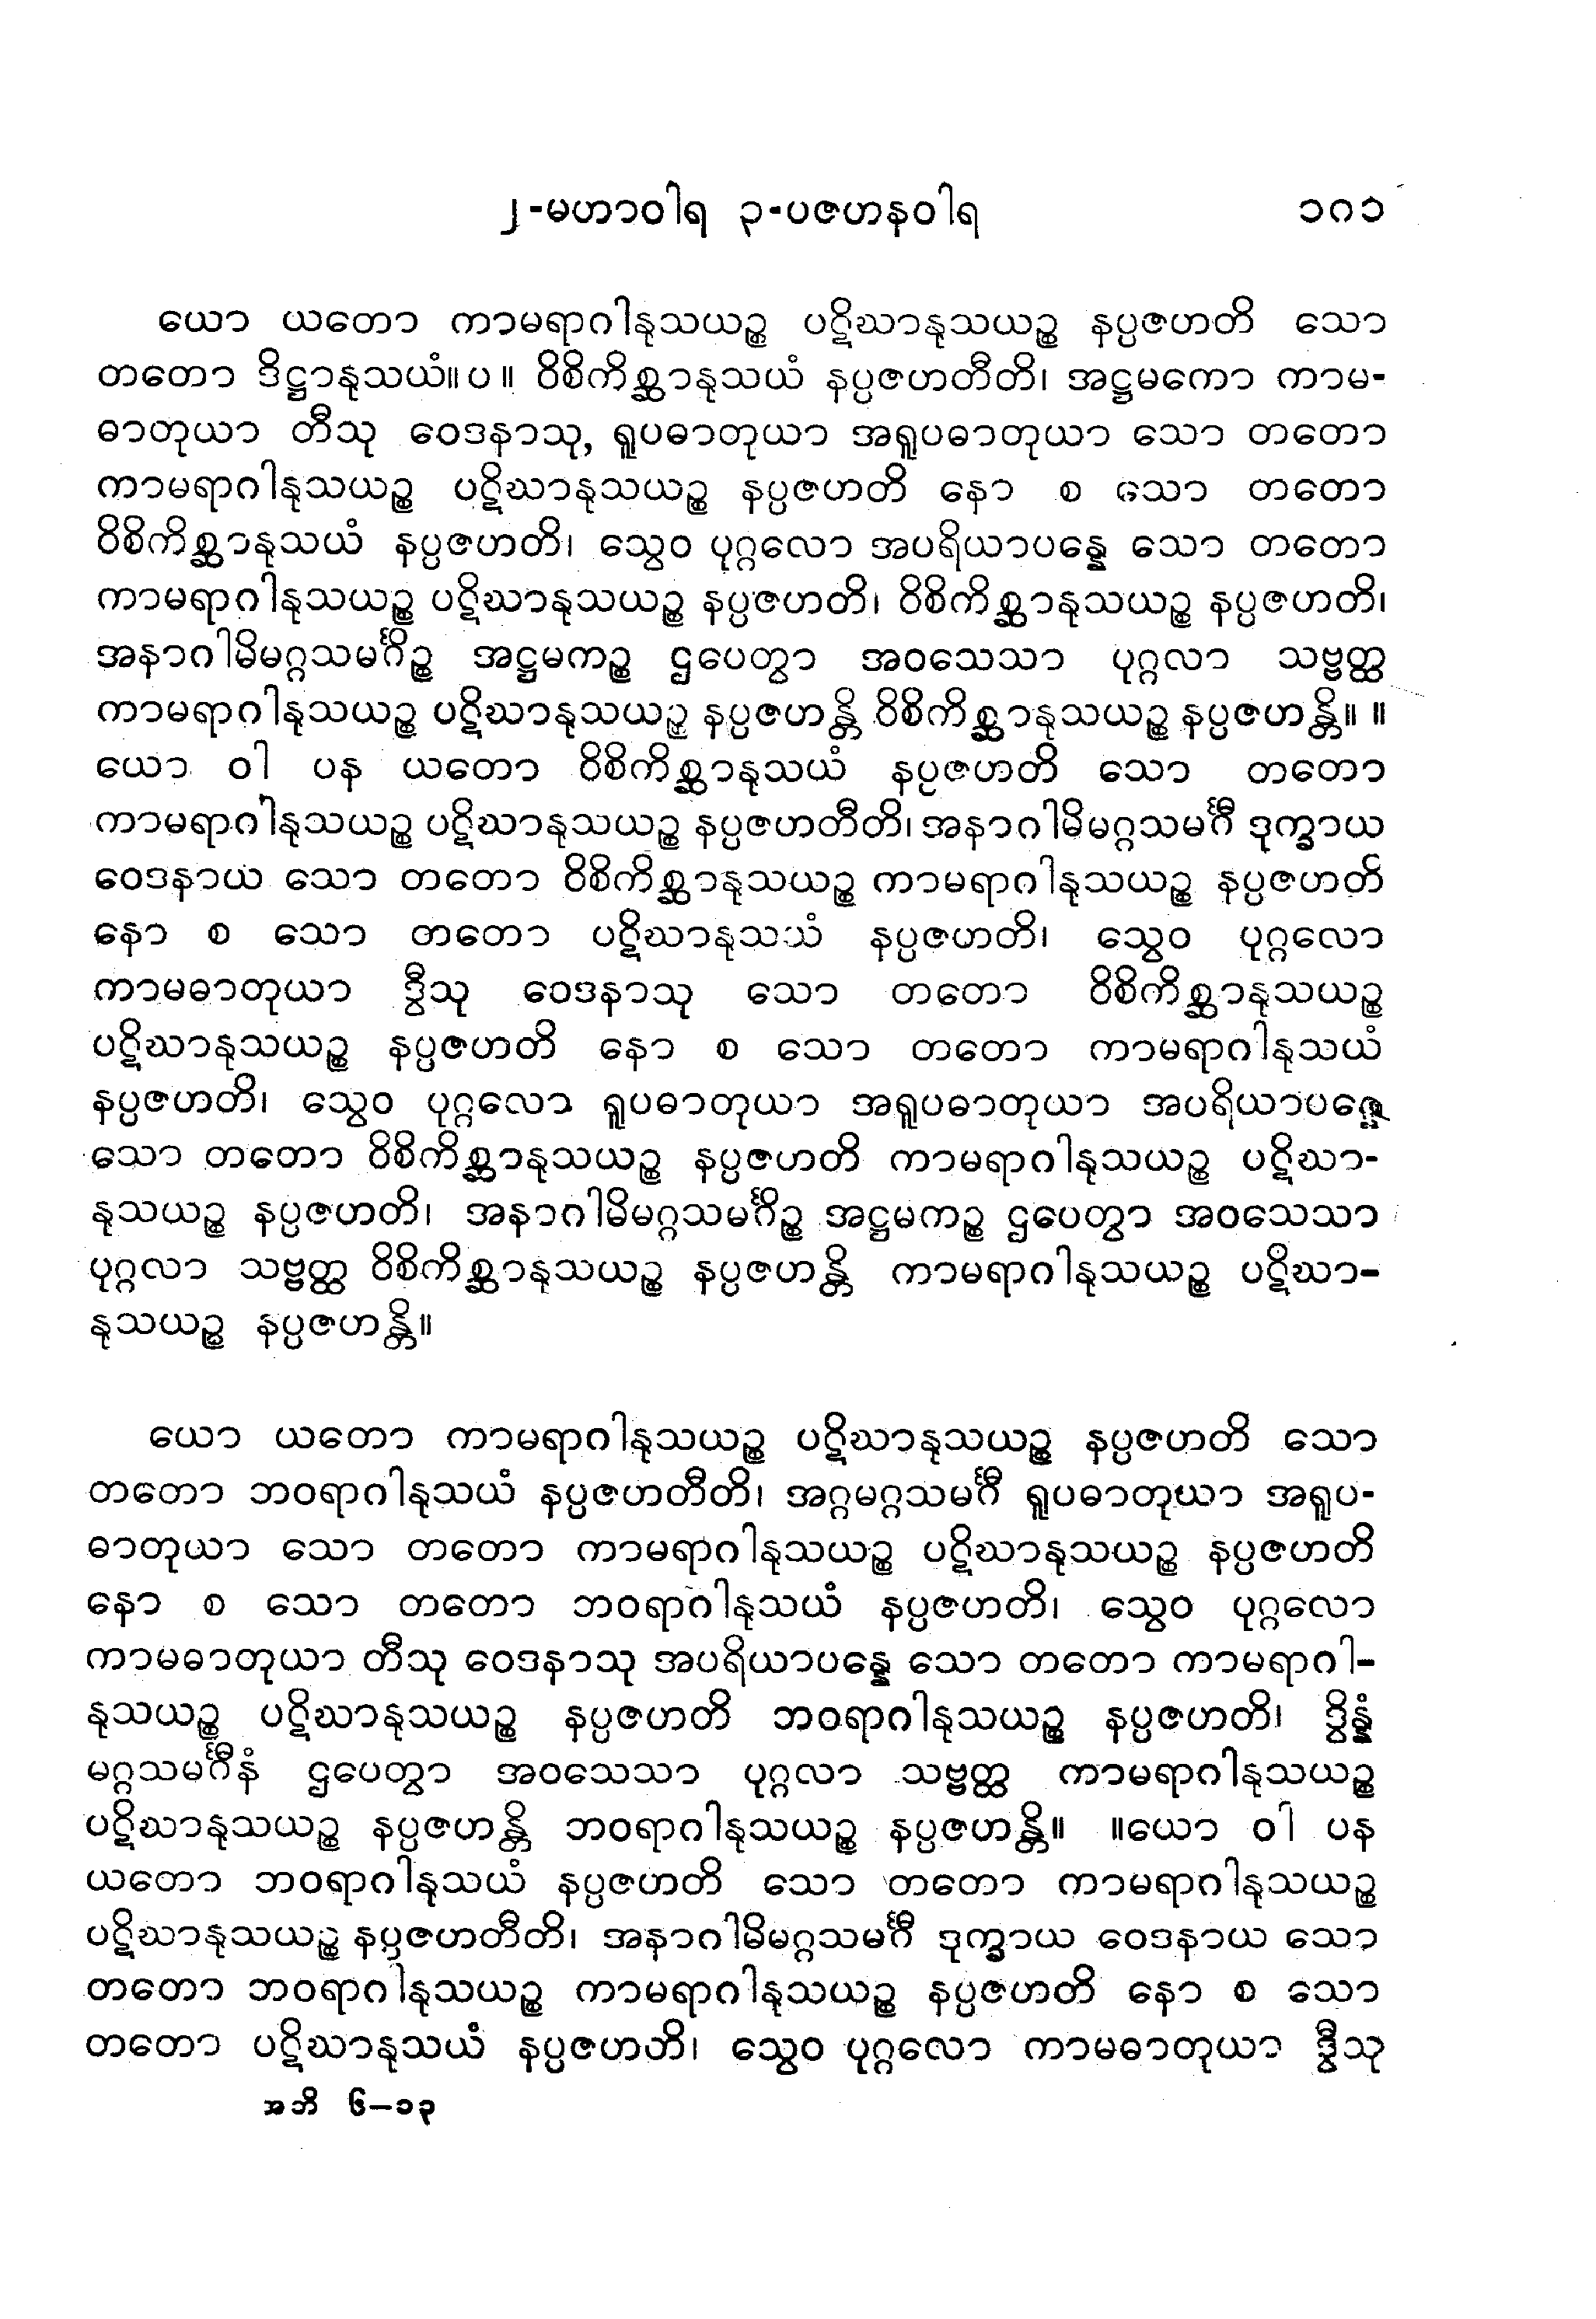 ၂-မဟာဝါရ ၃-ပဇဟနဝါရ ၁၈၁
ယော ယတော ကာမရာဂါနုသယဉ္စ ပဋိဃာနုသယဉ္စ နပ္ပဇဟတိ သော
တတော ဒိဋ္ဌာနုသယံ။ပ။ ဝိစိကိစ္ဆာနုသယံ နပ္ပဇဟတီတိ၊ အဋ္ဌမကော ကာမ-
ဓာတုယာ တီသု ဝေဒနာသု, ရူပဓာတုယာ အရူပဓာတုယာ သော တတော
ကာမရာဂါနုသယဉ္စ ပဋိဃာနုသယဉ္စ နပ္ပဇဟတိ နော စ သော တတော
ဝိစိကိစ္ဆာနုသယံ နပ္ပဇဟတိ၊ သွေဝ ပုဂ္ဂလော အပရိယာပန္နေ သော တတော
ကာမရာဂါနုသယဉ္စ ပဋိဃာနုသယဉ္စ နပ္ပဇဟတိ၊ ဝိစိကိစ္ဆာနုသယဉ္စ နပ္ပဇဟတိ၊
အနာဂါမိမဂ္ဂသမင်္ဂိဉ္စ အဋ္ဌမကဉ္စ ဌပေတွာ အဝသေသာ ပုဂ္ဂလာ သဗ္ဗတ္ထ
ကာမရာဂါနုသယဉ္စ ပဋိဃာနုသယဉ္စ နပ္ပဇဟန္တိ ဝိစိကိစ္ဆာနုသယဉ္စ နပ္ပဇဟန္တိ။ ။
ယော ဝါ ပန ယတော ဝိစိကိစ္ဆာနုသယံ နပ္ပဇဟတိ သော တတော
ကာမရာဂါနုသယဉ္စ ပဋိဃာနုသယဉ္စ နပ္ပဇဟတီတိ၊ အနာဂါမိမဂ္ဂသမင်္ဂီ ဒုက္ခာယ
ဝေဒနာယ သော တတော ဝိစိကိစ္ဆာနုသယဉ္စ ကာမရာဂါနုသယဉ္စ နပ္ပဇဟတိ
နော စ သော တတော ပဋိဃာနုသယံ နပ္ပဇဟတိ၊ သွေဝ ပုဂ္ဂလော
ကာမဓာတုယာ ဒွီသု ဝေဒနာသု သော တတော ဝိစိကိစ္ဆာနုသယဉ္စ
ပဋိဃာနုသယဉ္စ နပ္ပဇဟတိ နော စ သော တတော ကာမရာဂါနုသယံ
နပ္ပဇဟတိ၊ သွေဝ ပုဂ္ဂလော ရူပဓာတုယာ အရူပဓာတုယာ အပရိယာပန္နေ
သော တတော ဝိစိကိစ္ဆာနုသယဉ္စ နပ္ပဇဟတိ ကာမရာဂါနုသယဉ္စ ပဋိဃာ-
နုသယဉ္စ နပ္ပဇဟတိ၊ အနာဂါမိမဂ္ဂသမင်္ဂိဉ္စ အဋ္ဌမကဉ္စ ဌပေတွာ အဝသေသာ
ပုဂ္ဂလာ သဗ္ဗတ္ထ ဝိစိကိစ္ဆာနုသယဉ္စ နပ္ပဇဟန္တိ ကာမရာဂါနုသယဉ္စ ပဋိဃာ-
နုသယဉ္စ နပ္ပဇဟန္တိ။
ယော ယတော ကာမရာဂါနုသယဉ္စ ပဋိဃာနုသယဉ္စ နပ္ပဇဟတိ သော
တတော ဘဝရာဂါနုသယံ နပ္ပဇဟတီတိ၊ အဂ္ဂမဂ္ဂသမင်္ဂီ ရူပဓာတုယာ အရူပ-
ဓာတုယာ သော တတော ကာမရာဂါနုသယဉ္စ ပဋိဃာနုသယဉ္စ နပ္ပဇဟတိ
နော စ သော တတော ဘဝရာဂါနုသယံ နပ္ပဇဟတိ၊ သွေဝ ပုဂ္ဂလော
ကာမဓာတုယာ တီသု ဝေဒနာသု အပရိယာပန္နေ သော တတော ကာမရာဂါ-
နုသယဉ္စ ပဋိဃာနုသယဉ္စ နပ္ပဇဟတိ ဘဝရာဂါနုသယဉ္စ နပ္ပဇဟတိ၊ ဒွိန္နံ
မဂ္ဂသမင်္ဂီနံ ဌပေတွာ အဝသေသာ ပုဂ္ဂလာ သဗ္ဗတ္ထ ကာမရာဂါနုသယဉ္စ
ပဋိဃာနုသယဉ္စ နပ္ပဇဟန္တိ ဘဝရာဂါနုသယဉ္စ နပ္ပဇဟန္တိ။ ။ယော ဝါ ပန
ယတော ဘဝရာဂါနုသယံ နပ္ပဇဟတိ သော တတော ကာမရာဂါနုသယဉ္စ
ပဋိဃာနုသယဉ္စ နပ္ပဇဟတီတိ၊ အနာဂါမိမဂ္ဂသမင်္ဂီ ဒုက္ခာယ ဝေဒနာယ သော
တတော ဘဝရာဂါနုသယဉ္စ ကာမရာဂါနုသယဉ္စ နပ္ပဇဟတိ နော စ သော
တတော ပဋိဃာနုသယံ နပ္ပဇဟတိ၊ သွေဝ ပုဂ္ဂလော ကာမဓာတုယာ ဒွီသု
အဘိ ၆—၁၃